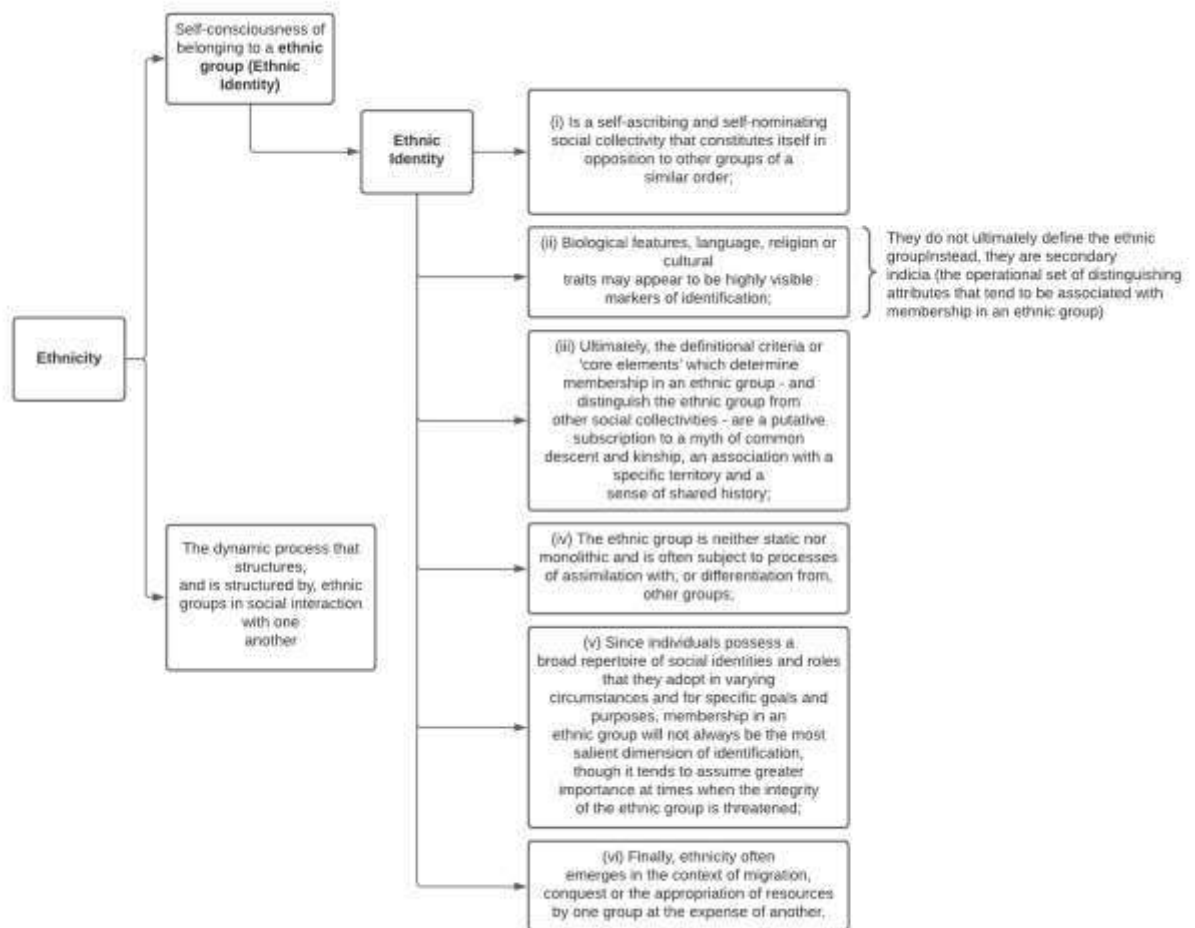 Self-consciousness of
belonging to a ethnic
group (Ethnic
Identity)
Ethnic
Identity
(i) Is a self-ascribing and self-nominating
social collectivity that constitutes itself in
opposition to other groups of a
similar order;
(ii) Biological features, language, religion or
cultural
traits may appear to be highly visible
markers of identification;
They do not ultimately define the ethnic
groupInstead, they are secondary
indicia (the operational set of distinguishing
attributes that tend to be associated with
membership in an ethnic group)
Ethnicity
(iii) Ultimately, the definitional criteria or
'core elements' which determine
membership in an ethnic group - and
distinguish the ethnic group from
other social collectivities - are a putative
subscription to a myth of common
descent and kinship, an association with a
specific territory and a
sense of shared history;
The dynamic process that
structures,
and is structured by, ethnic
groups in social interaction
with one
another
(iv) The ethnic group is neither static nor
monolithic and is often subject to processes
of assimilation with, or differentiation from,
other groups;
(v) Since individuals possess a
broad repertoire of social identities and roles
that they adopt in varying
circumstances and for specific goals and
purposes, membership in an
ethnic group will not always be the most
salient dimension of identification,
though it tends to assume greater
importance at times when the integrity
of the ethnic group is threatened;
(vi) Finally, ethnicity often
emerges in the context of migration,
conquest or the appropriation of resources
by one group at the expense of another.